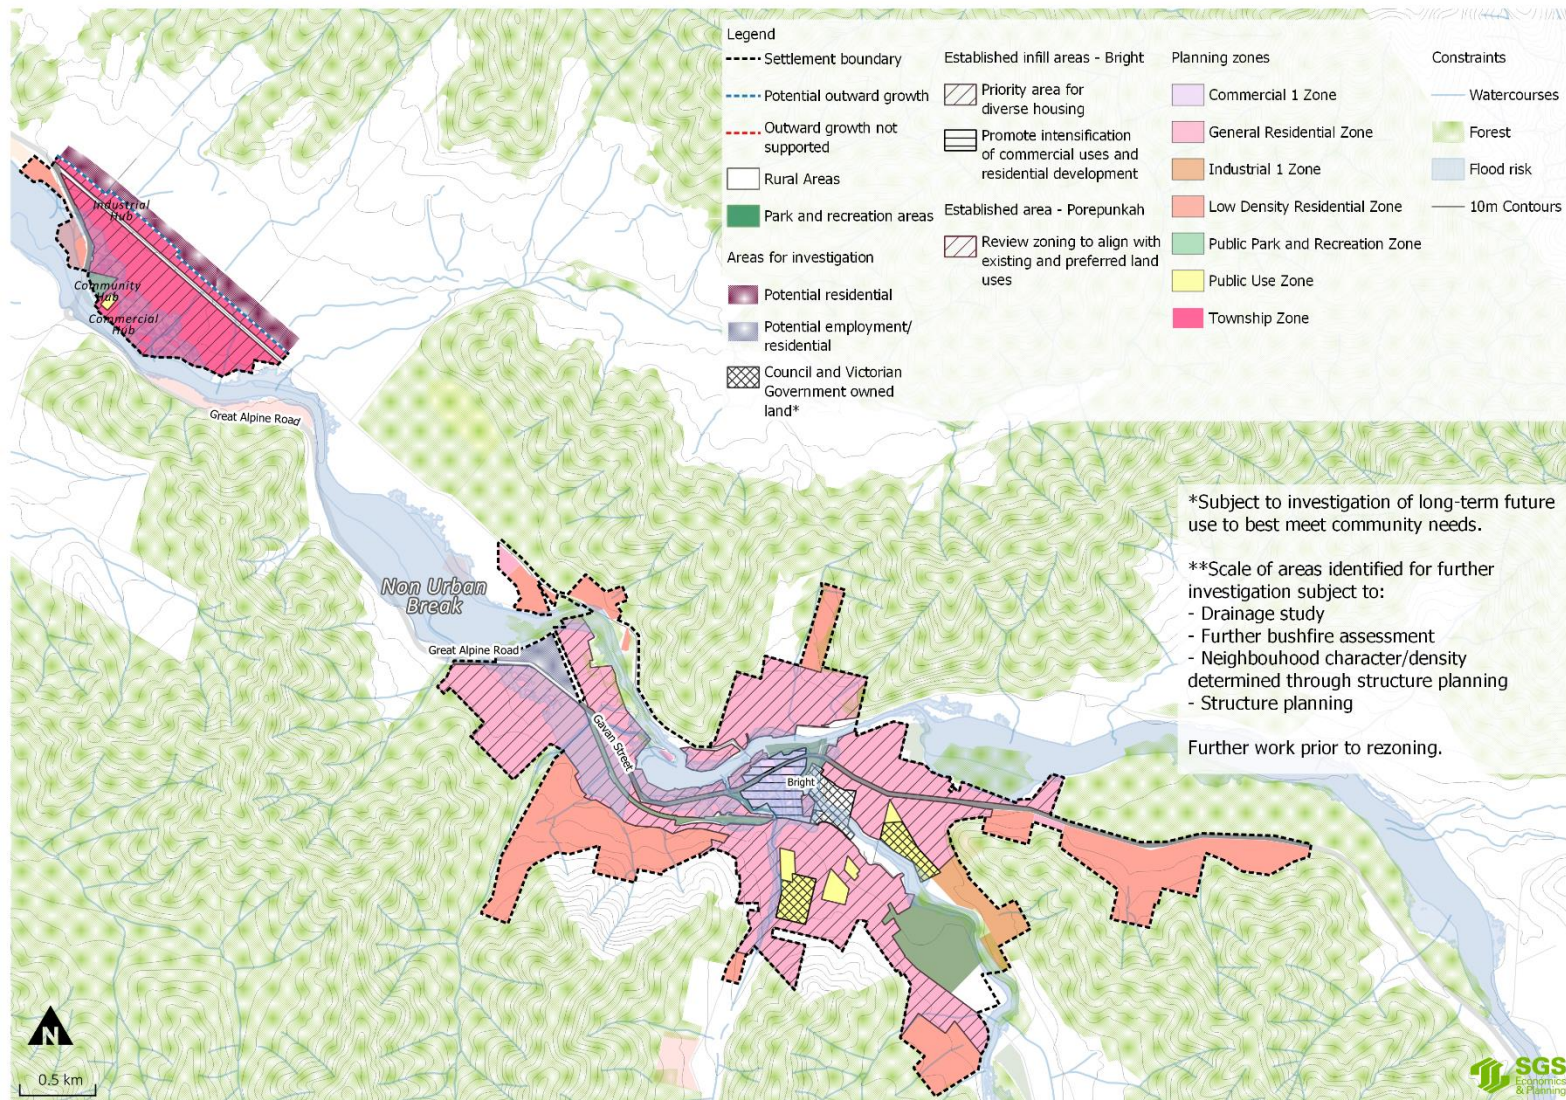 Legend
Settlement boundary
Potential outward growth
Outward growth not
supported
Rural Areas
Park and recreation areas
Areas for investigation
Potential residential
Potential employment/
residential
Council and Victorian
Government owned
land*
Established infill areas - Bright
Priority area for
diverse housing
Promote intensification
of commercial uses and
residential development
Established area - Porepunkah
Review zoning to align with
existing and preferred land
uses
Planning zones
Commercial 1 Zone
General Residential Zone
Industrial 1 Zone
Low Density Residential Zone
Public Park and Recreation Zone
Public Use Zone
Township Zone
Constraints
Watercourses
Forest
Flood risk
10m Contours
Industrial
Hub
Community
Hub
Commercial
Hub
Great Alpine Road
Non Urban
Break
Great Alpine Road
Gavan Street
Bright
*Subject to investigation of long-term future
use to best meet community needs.
**Scale of areas identified for further
investigation subject to:
- Drainage study
- Further bushfire assessment
- Neighbouhood character/density
determined through structure planning
- Structure planning
Further work prior to rezoning.
N
0.5 km
SGS
Economics
& Planning